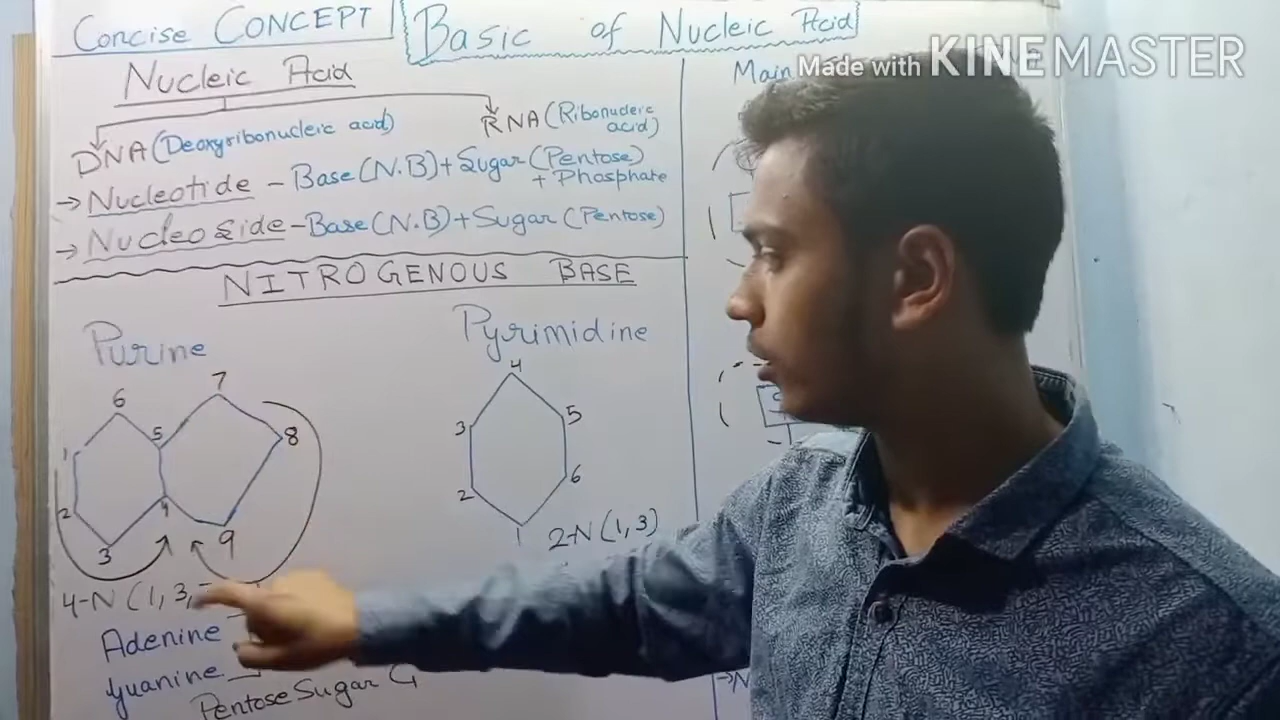 Concise CONCEPT
Basic of Nucleic Acid
Made with KINEMASTER
Nucleic Acid
DNA (Deoxyribonucleic acid)
RNA (Ribonucleic acid)
→ Nucleotide - Base (N.B) + Sugar (Pentose) + Phosphate
→ Nucleoside - Base (N.B) + Sugar (Pentose)
NITROGENOUS BASE
Purine
6 7
1 5 8
2 4
3 9
4-N (1, 3,
Adenine
Guanine
Pentose Sugar
Pyrimidine
4
3 5
2 6
1
2-N (1, 3)
Main